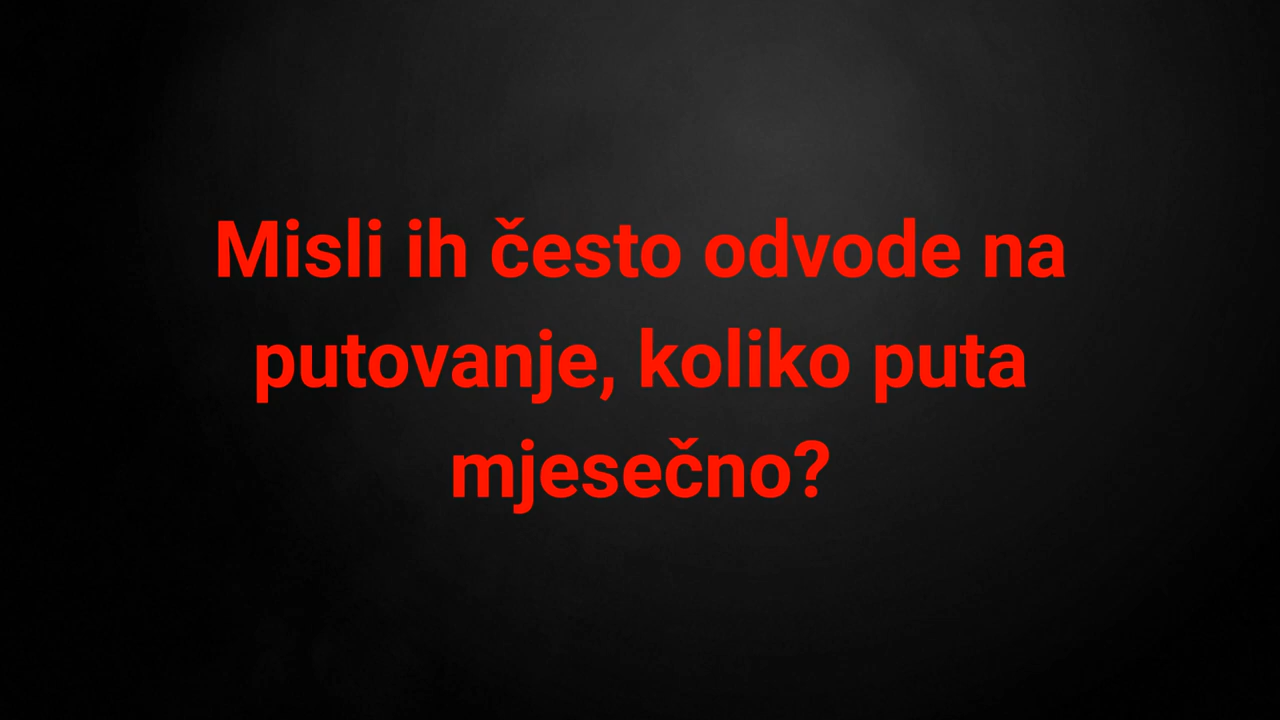 Misli ih često odvode na
putovanje, koliko puta
mjesečno?